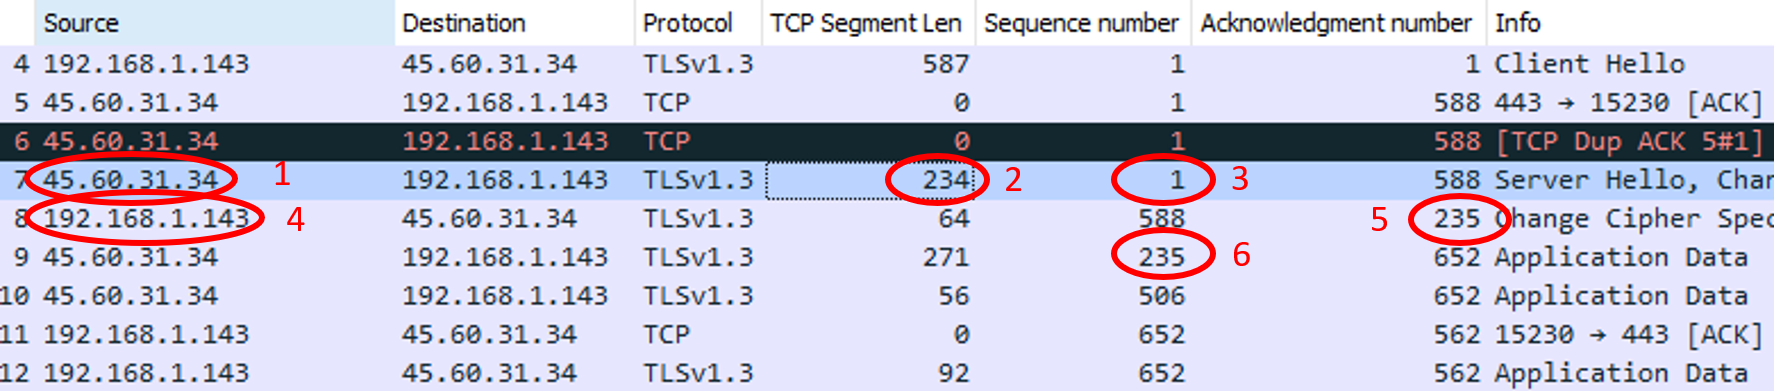 Source Destination Protocol TCP Segment Len Sequence number Acknowledgment number Info
4 192.168.1.143 45.60.31.34 TLSv1.3 587 1 1 Client Hello
5 45.60.31.34 192.168.1.143 TCP 0 1 588 443 → 15230 [ACK]
6 45.60.31.34 192.168.1.143 TCP 0 1 588 [TCP Dup ACK 5#1]
7 45.60.31.34 1 192.168.1.143 TLSv1.3 234 2 1 3 588 Server Hello, Chan
8 192.168.1.143 4 45.60.31.34 TLSv1.3 64 588 5 235 Change Cipher Spec
9 45.60.31.34 192.168.1.143 TLSv1.3 271 235 6 652 Application Data
10 45.60.31.34 192.168.1.143 TLSv1.3 56 506 652 Application Data
11 192.168.1.143 45.60.31.34 TCP 0 652 562 15230 → 443 [ACK]
12 192.168.1.143 45.60.31.34 TLSv1.3 92 652 562 Application Data